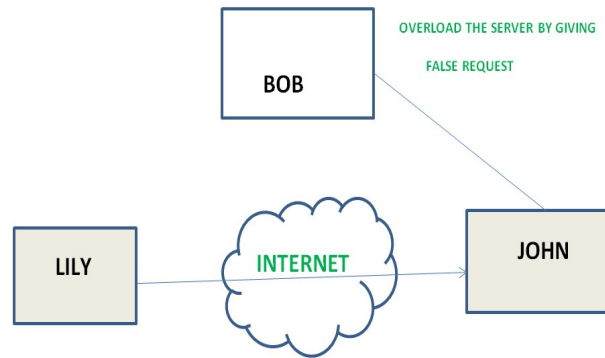 OVERLOAD THE SERVER BY GIVING
FALSE REQUEST
BOB
LILY
INTERNET
JOHN